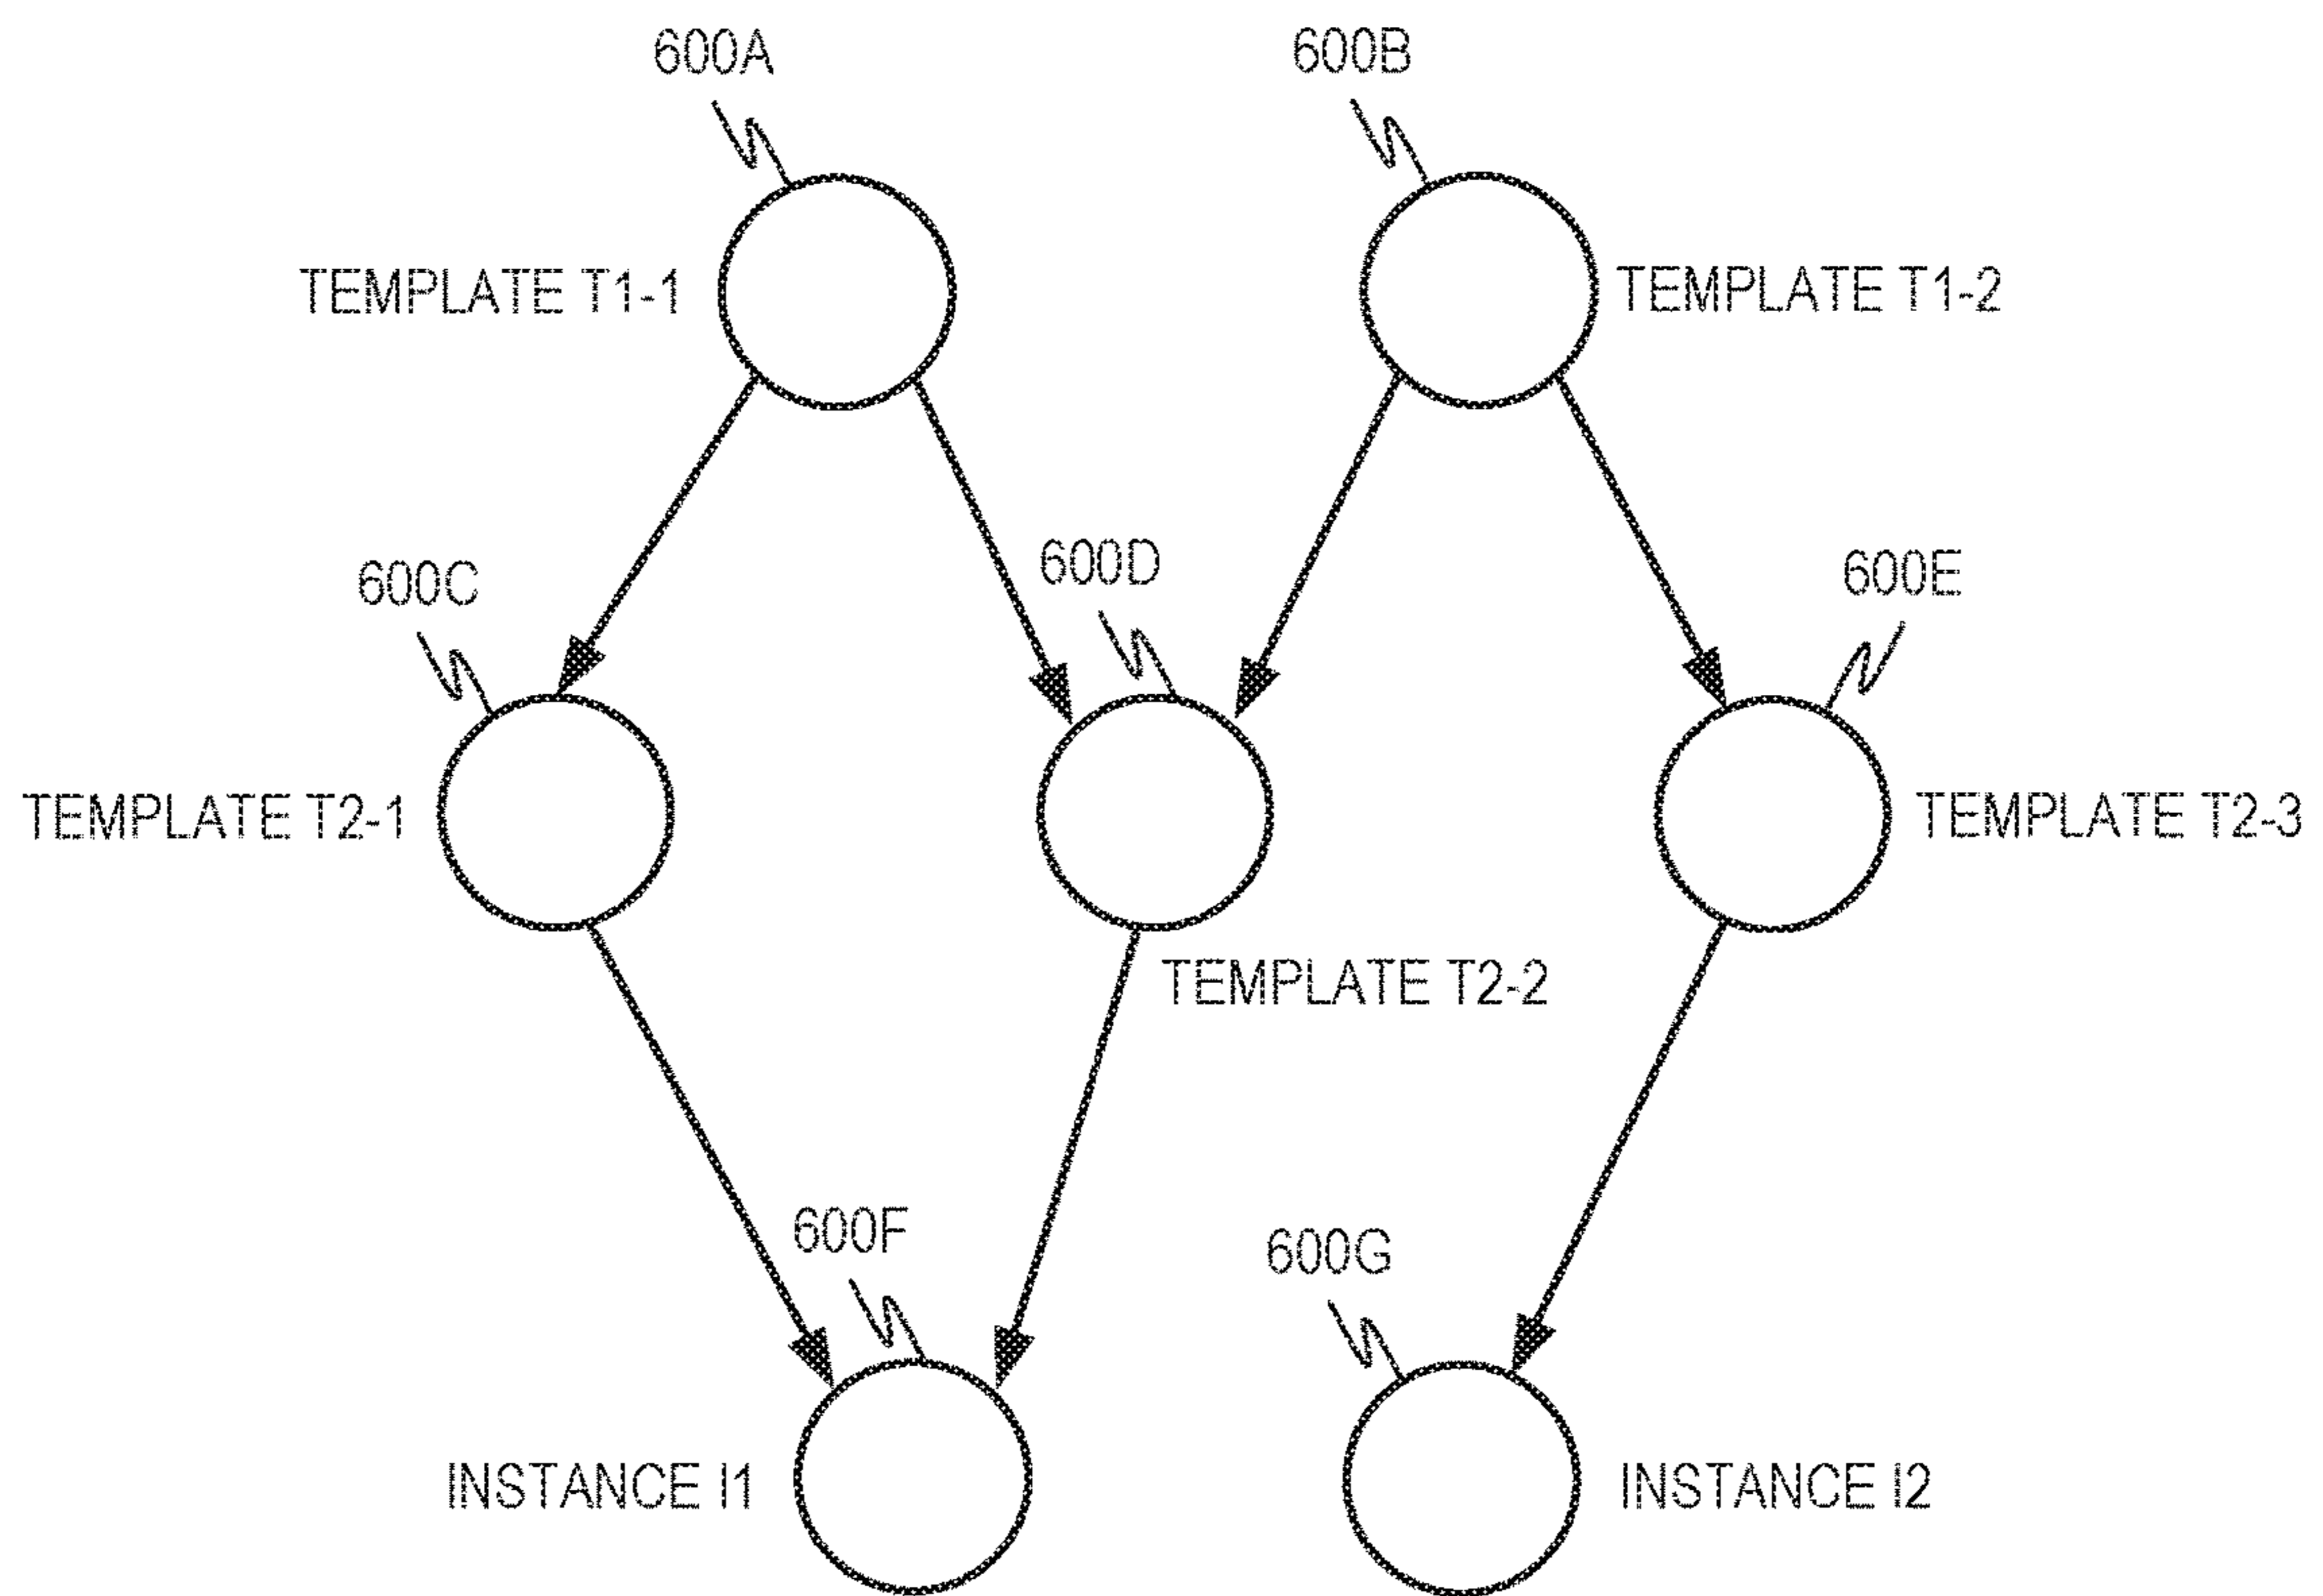 600A
600B
TEMPLATE T1-1
TEMPLATE T1-2
600C
600D
600E
TEMPLATE T2-1
TEMPLATE T2-3
TEMPLATE T2-2
600F
600G
INSTANCE I1
INSTANCE I2